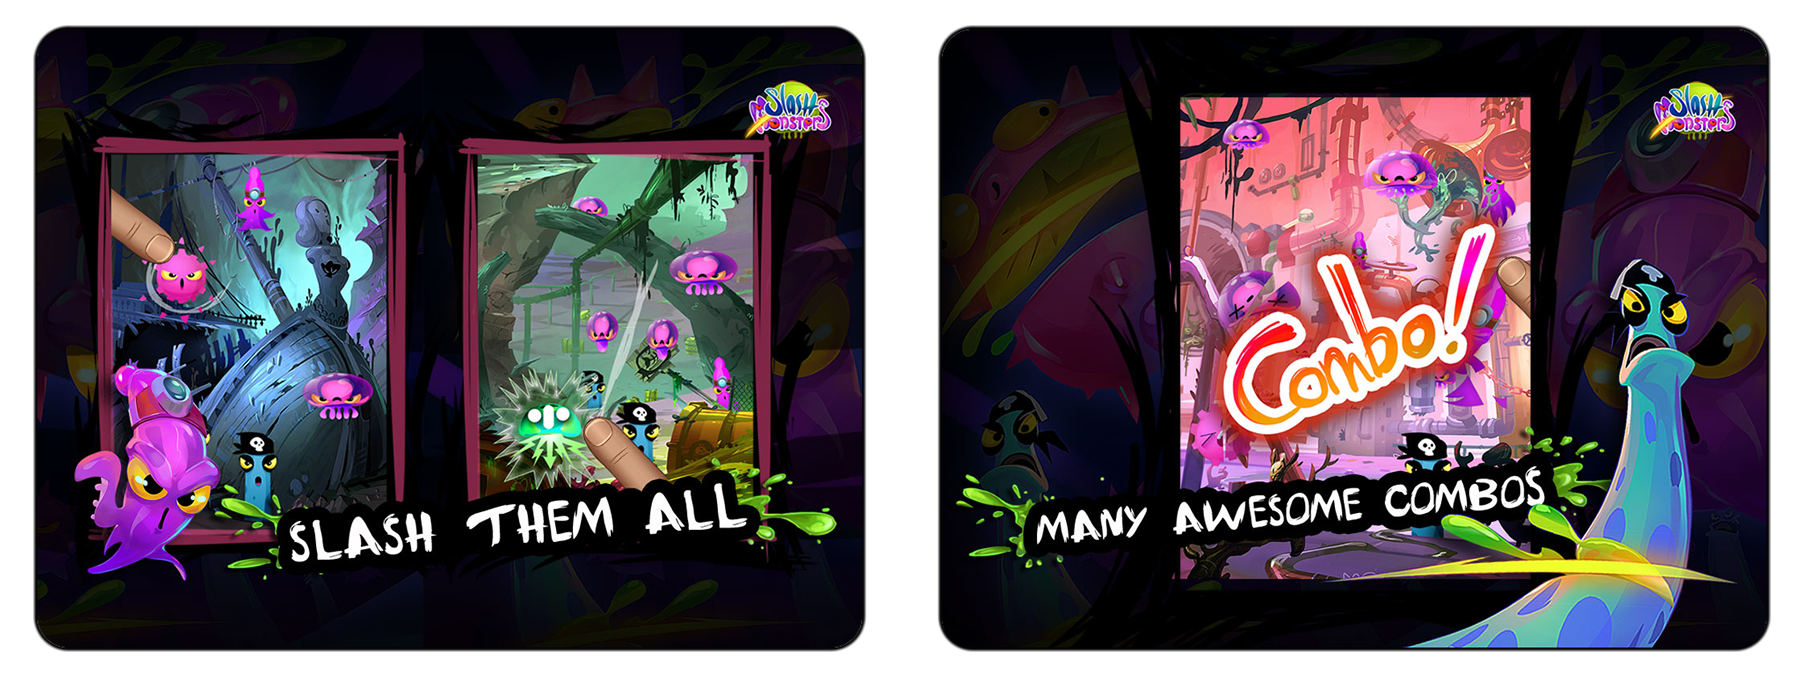 Slash
Monsters
SLASH THEM ALL
Slash
Monsters
Combo!
MANY AWESOME COMBOS